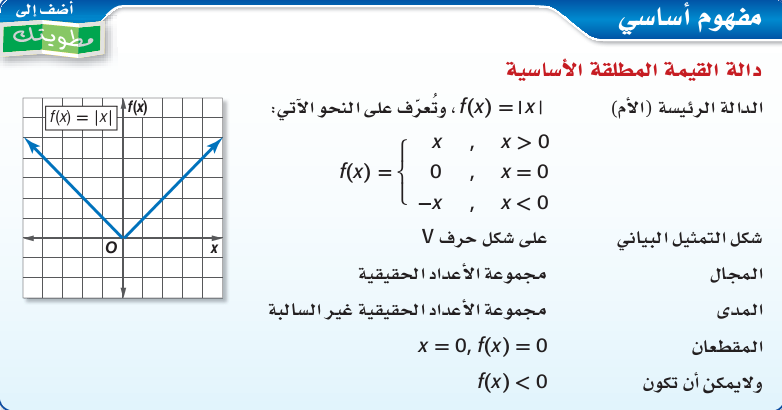 مفهوم أساسي
أضف إلى
مطويتك
دالة القيمة المطلقة الأساسية
الدالة الرئيسة (الأم) f(x) = |x|، وتُعرّف على النحو الآتي:
f(x) = { x , x > 0
0 , x = 0
–x , x < 0
شكل التمثيل البياني على شكل حرف V
المجال مجموعة الأعداد الحقيقية
المدى مجموعة الأعداد الحقيقية غير السالبة
المقطعان x = 0, f(x) = 0
ولايمكن أن تكون f(x) < 0
f(x)
f(x) = |x|
O x